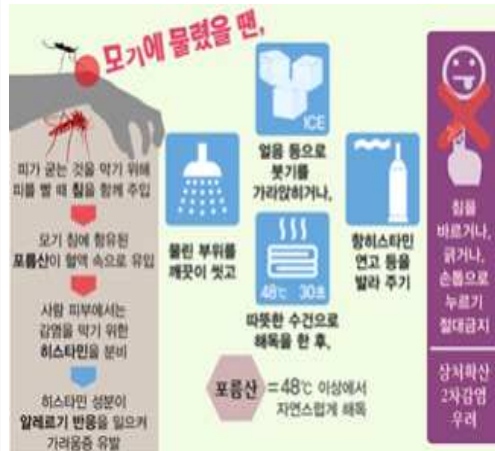 모기에 물렸을 땐,
피가 굳는 것을 막기 위해
피를 빨 때 침을 함께 주입
모기 침에 함유된
포름산이 혈액 속으로 유입
사람 피부에서는
감염을 막기 위한
히스타민을 분비
히스타민 성분이
알레르기 반응을 일으켜
가려움증 유발
물린 부위를
깨끗이 씻고
ICE
얼음 등으로
붓기를
가라앉히거나,
48℃ 30초
따뜻한 수건으로
해독을 한 후,
항히스타민
연고 등을
발라 주기
포름산 =48℃ 이상에서
자연스럽게 해독
침을
바르거나,
긁거나,
손톱으로
누르기
절대금지
상처확산
2차감염
우려